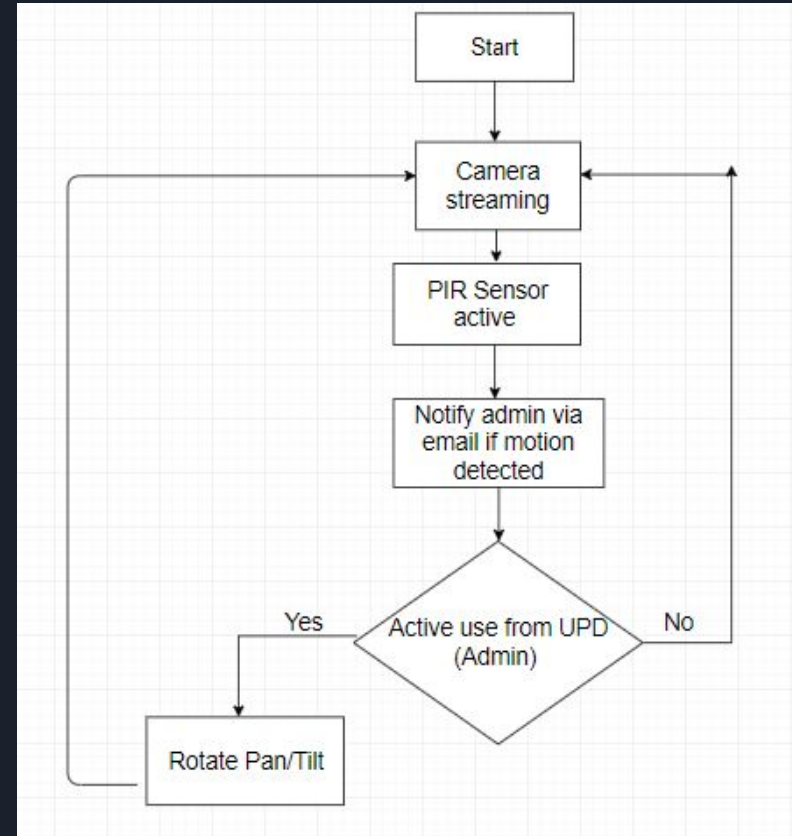 Start
Camera
streaming
PIR Sensor
active
Notify admin via
email if motion
detected
Yes
Active use from UPD
(Admin)
No
Rotate Pan/Tilt